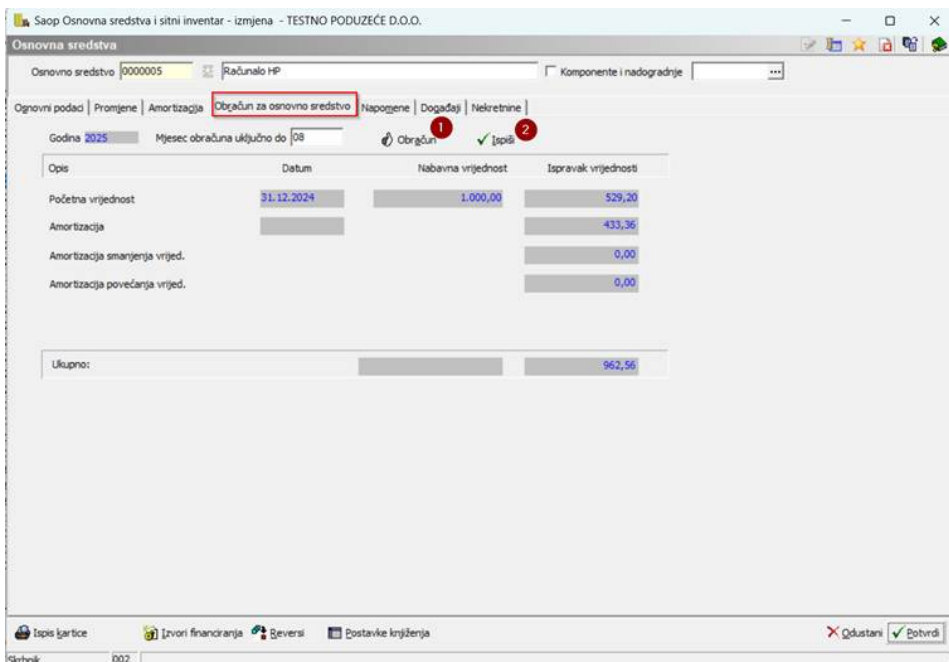 Saop Osnovna sredstva i sitni inventar - izmjena - TESTNO PODUZEĆE D.O.O.
Osnovna sredstva
Osnovno sredstvo 0000005 Računalo HP Komponente i nadogradnje ...
Osnovni podaci Promjene Amortizacija Obračun za osnovno sredstvo Napomene Događaji Nekretnine
Godina 2025 Mjesec obračuna uključno do 08 Obračun 1 Ispiši 2
Opis Datum Nabavna vrijednost Ispravak vrijednosti
Početna vrijednost 31.12.2024 1.000,00 529,20
Amortizacija 433,36
Amortizacija smanjenja vrijed. 0,00
Amortizacija povećanja vrijed. 0,00
Ukupno: 962,56
Ispis kartice Izvori financiranja Reversi Postavke knjiženja Odustani Potvrdi
Skrbnik 002